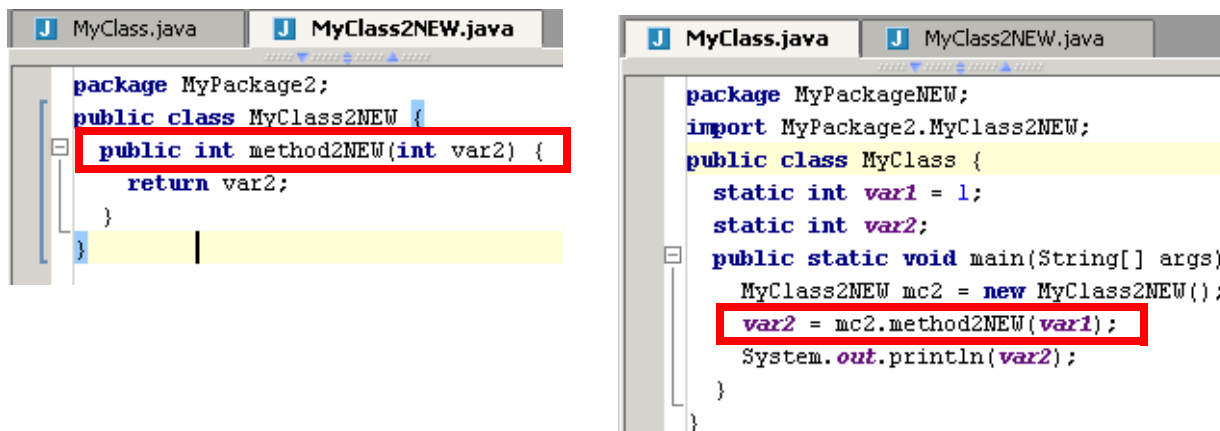 J MyClass.java J MyClass2NEW.java
package MyPackage2;
public class MyClass2NEW {
public int method2NEW(int var2) {
return var2;
}
}
J MyClass.java J MyClass2NEW.java
package MyPackageNEW;
import MyPackage2.MyClass2NEW;
public class MyClass {
static int var1 = 1;
static int var2;
public static void main(String[] args)
MyClass2NEW mc2 = new MyClass2NEW();
var2 = mc2.method2NEW(var1);
System.out.println(var2);
}
}